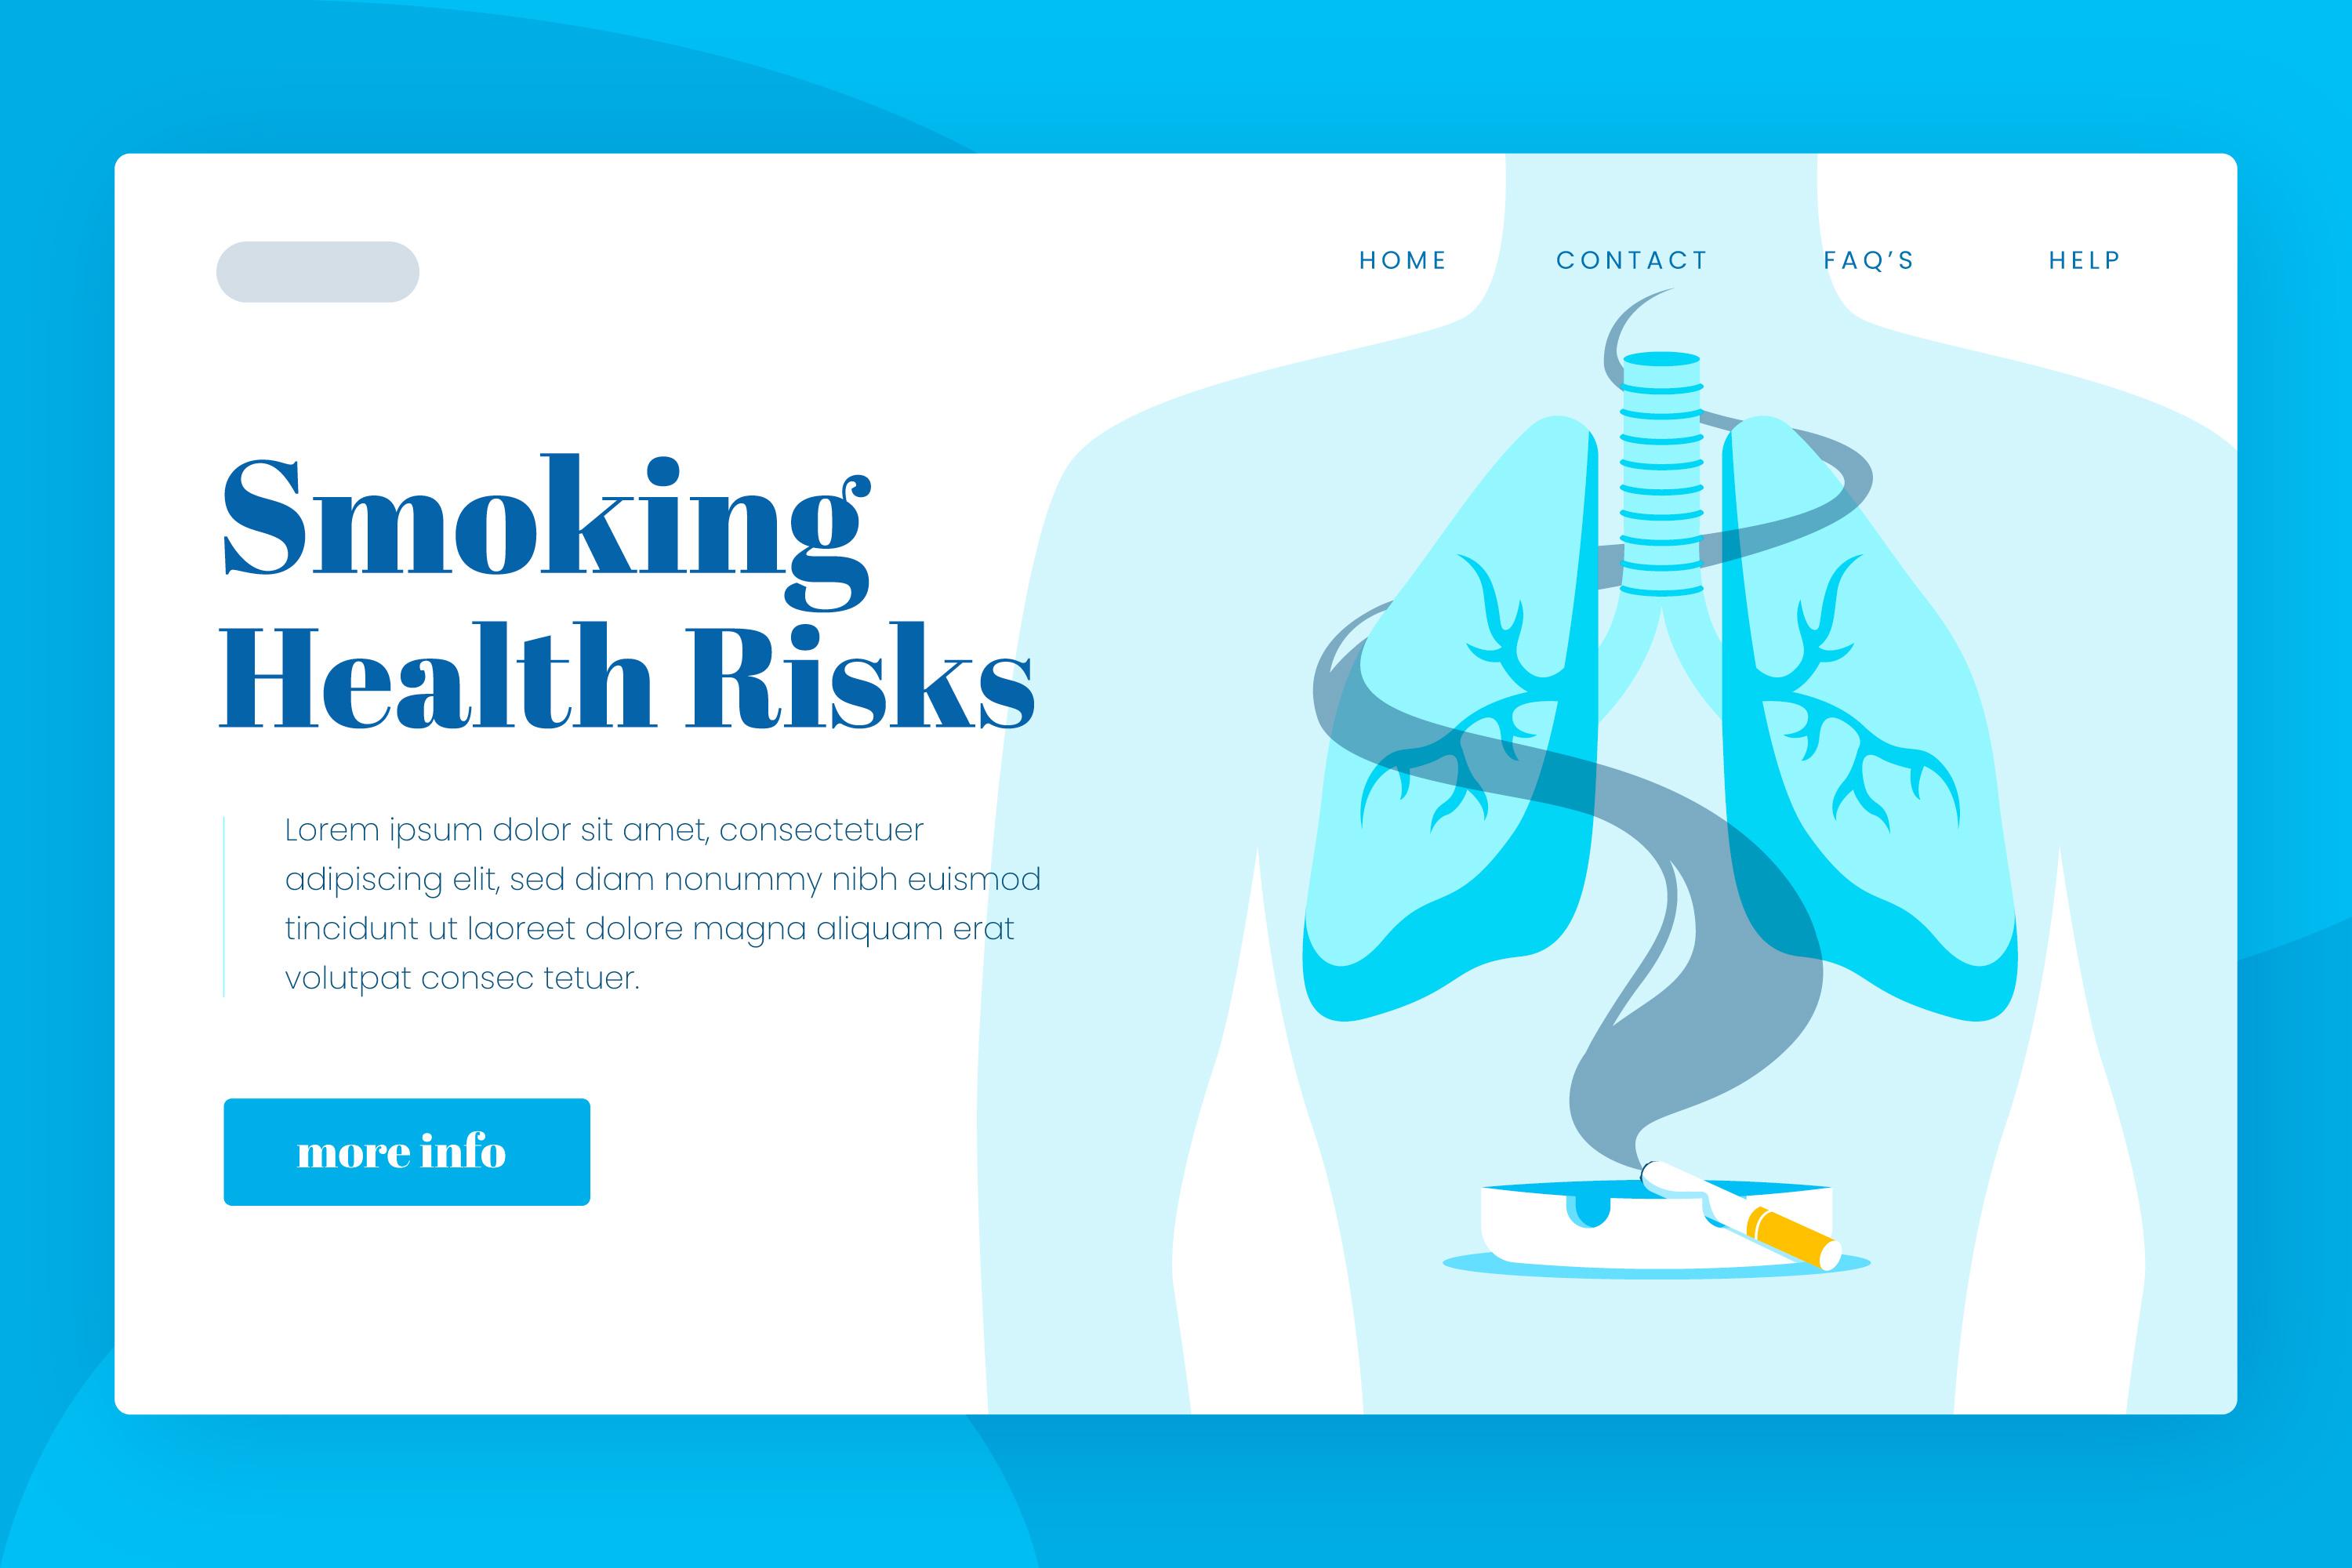 HOME CONTACT FAQ’S HELP
Smoking
Health Risks
Lorem ipsum dolor sit amet, consectetuer
adipiscing elit, sed diam nonummy nibh euismod
tincidunt ut laoreet dolore magna aliquam erat
volutpat consec tetuer.
more info